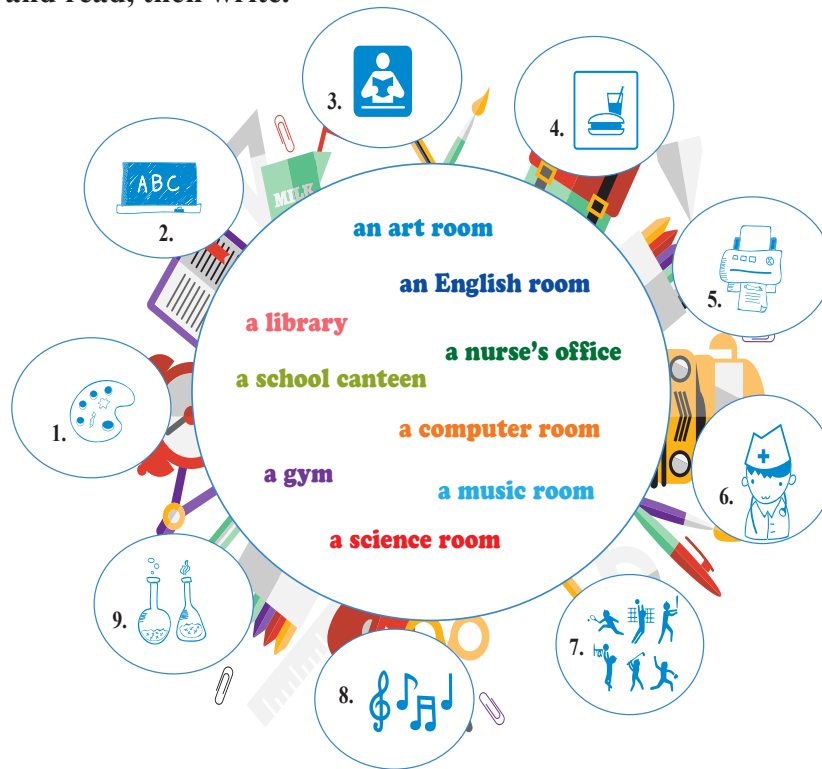 and read, then write.
3.
4.
ABC
2.
MILK
an art room
an English room
5.
a library
a nurse's office
a school canteen
1.
a computer room
a gym
a music room
6.
a science room
9.
7.
8.